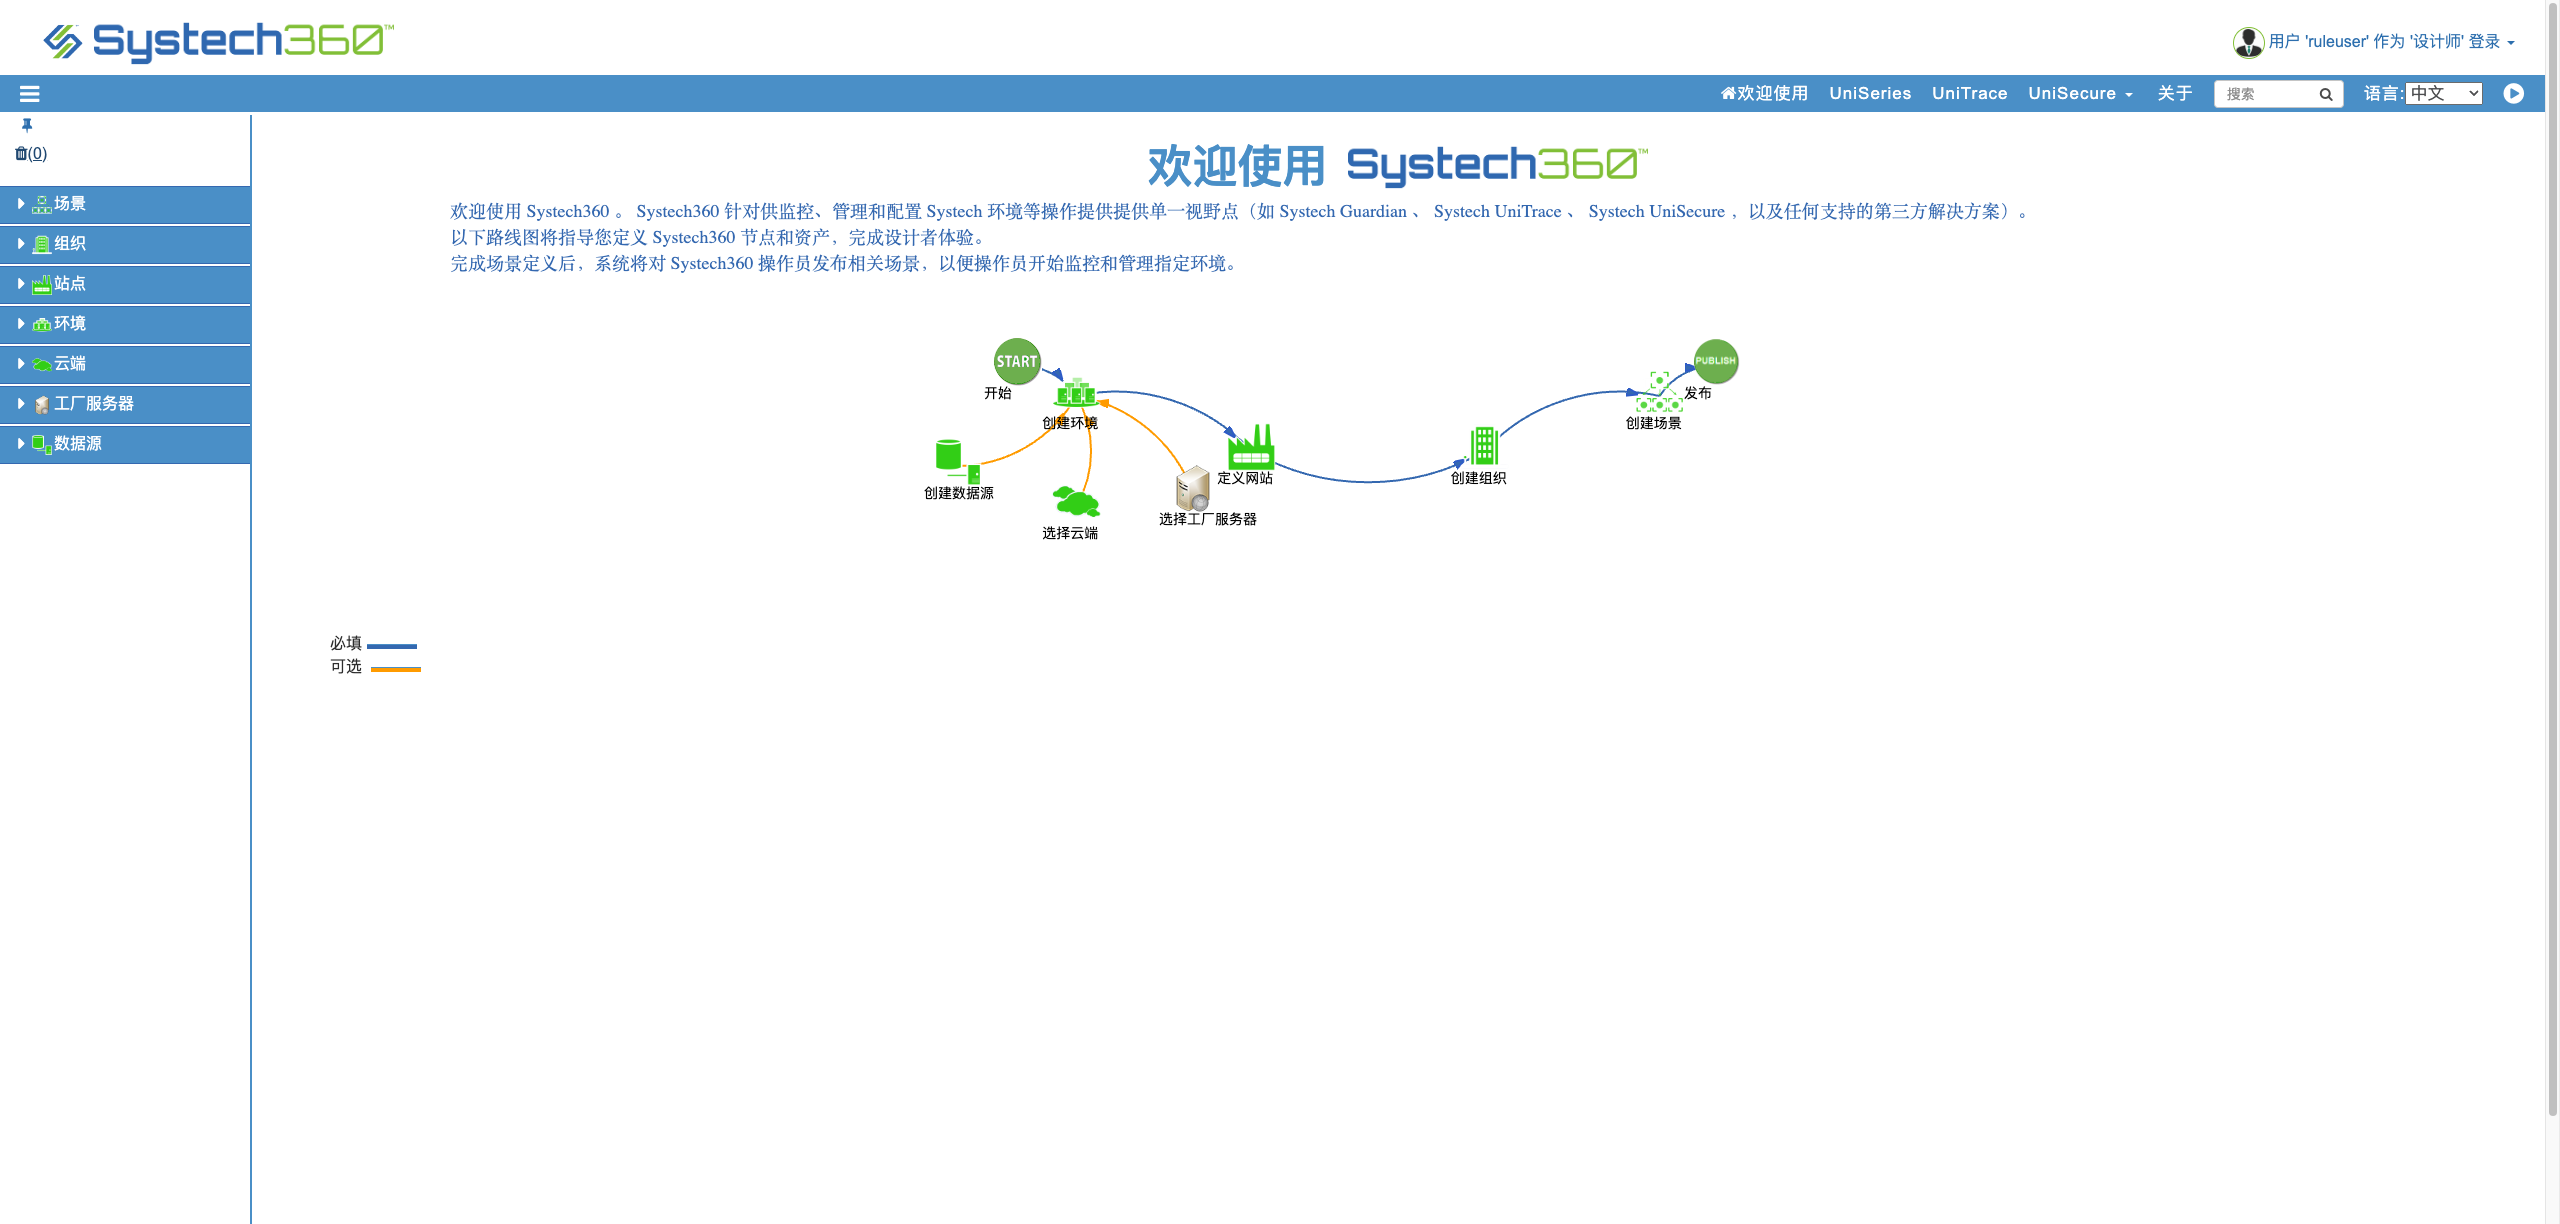 Systech360™
用户 'ruleuser' 作为 '设计师' 登录
欢迎使用 UniSeries UniTrace UniSecure 关于 搜索 语言: 中文
(0)
场景
组织
站点
环境
云端
工厂服务器
数据源
欢迎使用 Systech360™
欢迎使用 Systech360 。 Systech360 针对供监控、管理和配置 Systech 环境等操作提供提供单一视野点（如 Systech Guardian 、 Systech UniTrace 、 Systech UniSecure ，以及任何支持的第三方解决方案）。
以下路线图将指导您定义 Systech360 节点和资产，完成设计者体验。
完成场景定义后，系统将对 Systech360 操作员发布相关场景，以便操作员开始监控和管理指定环境。
START
PUBLISH
开始
发布
创建环境
创建场景
定义网站
创建组织
创建数据源
选择工厂服务器
选择云端
必填
可选